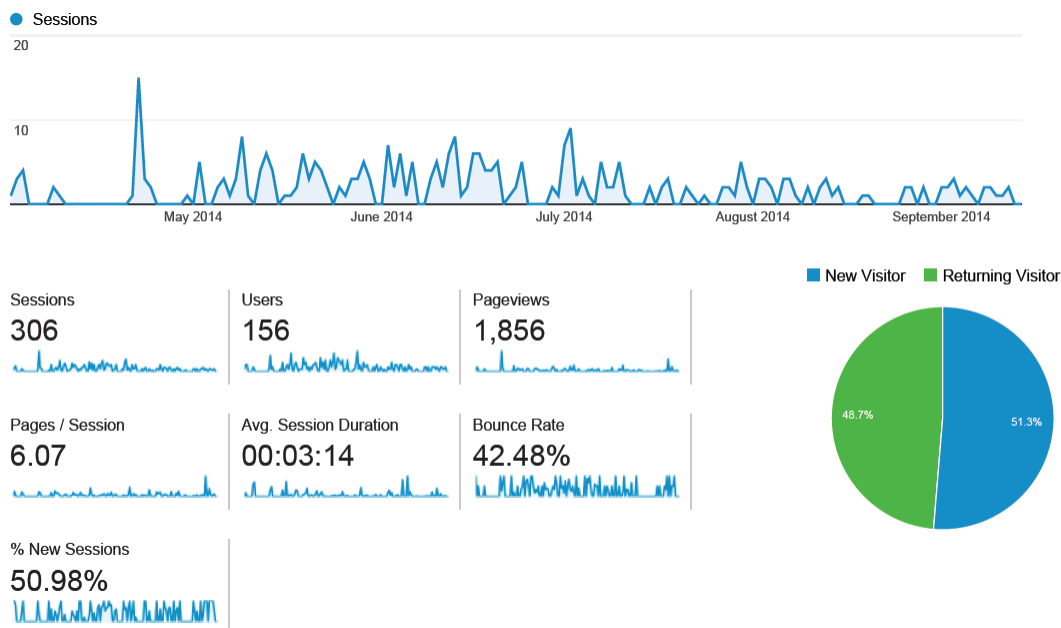 Sessions
20
10
May 2014 June 2014 July 2014 August 2014 September 2014
New Visitor Returning Visitor
Sessions Users Pageviews
306 156 1,856
48.7% 51.3%
Pages / Session Avg. Session Duration Bounce Rate
6.07 00:03:14 42.48%
% New Sessions
50.98%